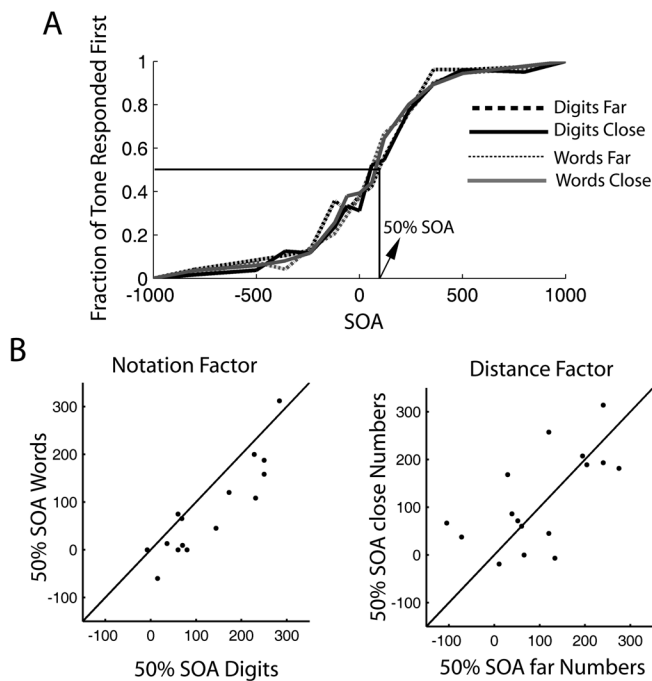 A
Fraction of Tone Responded First
1
0.8
0.6
0.4
0.2
0
-1000
-500
0
500
1000
SOA
50% SOA
Digits Far
Digits Close
Words Far
Words Close
B
Notation Factor
50% SOA Words
300
200
100
0
-100
-100
0
100
200
300
50% SOA Digits
Distance Factor
50% SOA close Numbers
300
200
100
0
-100
-100
0
100
200
300
50% SOA far Numbers